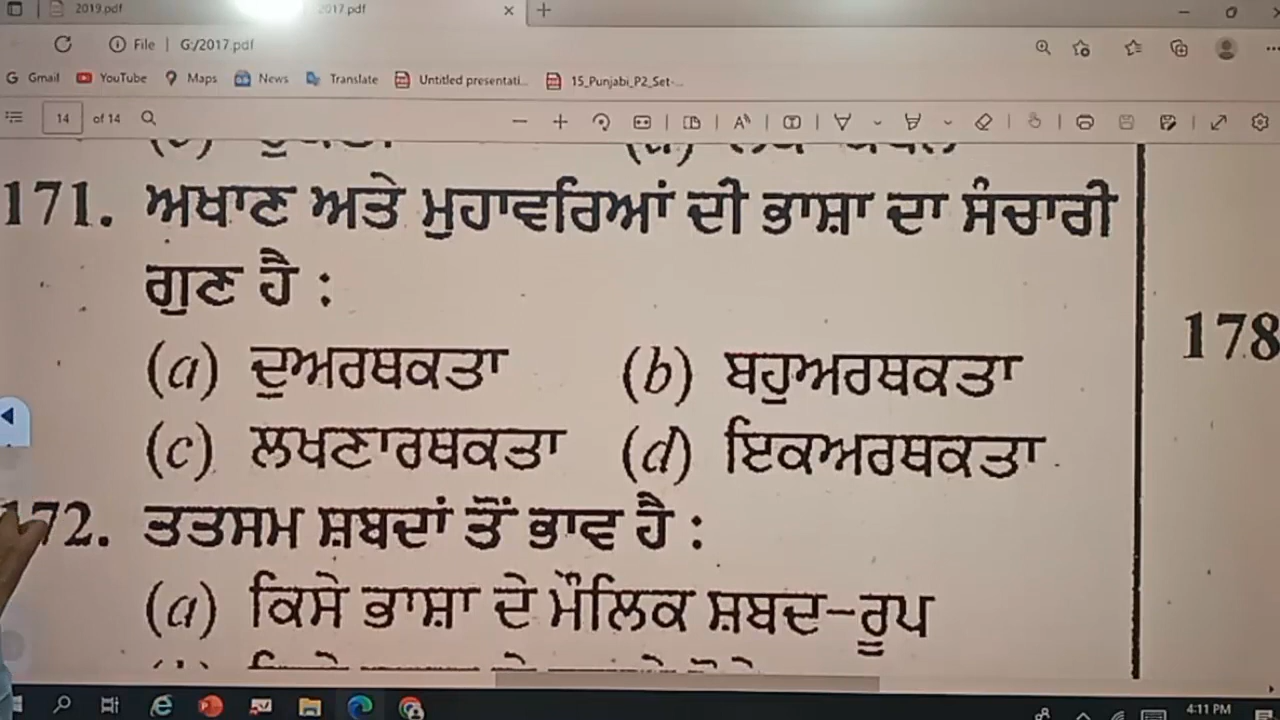 2019.pdf
2017.pdf
File | G:/2017.pdf
Gmail YouTube Maps News Translate Untitled presentati... 15_Punjabi_P2_Set-...
14 of 14
171. ਅਖਾਣ ਅਤੇ ਮੁਹਾਵਰਿਆਂ ਦੀ ਭਾਸ਼ਾ ਦਾ ਸੰਚਾਰੀ
ਗੁਣ ਹੈ :
(a) ਦੁਅਰਥਕਤਾ (b) ਬਹੁਅਰਥਕਤਾ
(c) ਲਖਣਾਰਥਕਤਾ (d) ਇਕਅਰਥਕਤਾ
172. ਤਤਸਮ ਸ਼ਬਦਾਂ ਤੋਂ ਭਾਵ ਹੈ :
(a) ਕਿਸੇ ਭਾਸ਼ਾ ਦੇ ਮੌਲਿਕ ਸ਼ਬਦ-ਰੂਪ
178
4:11 PM